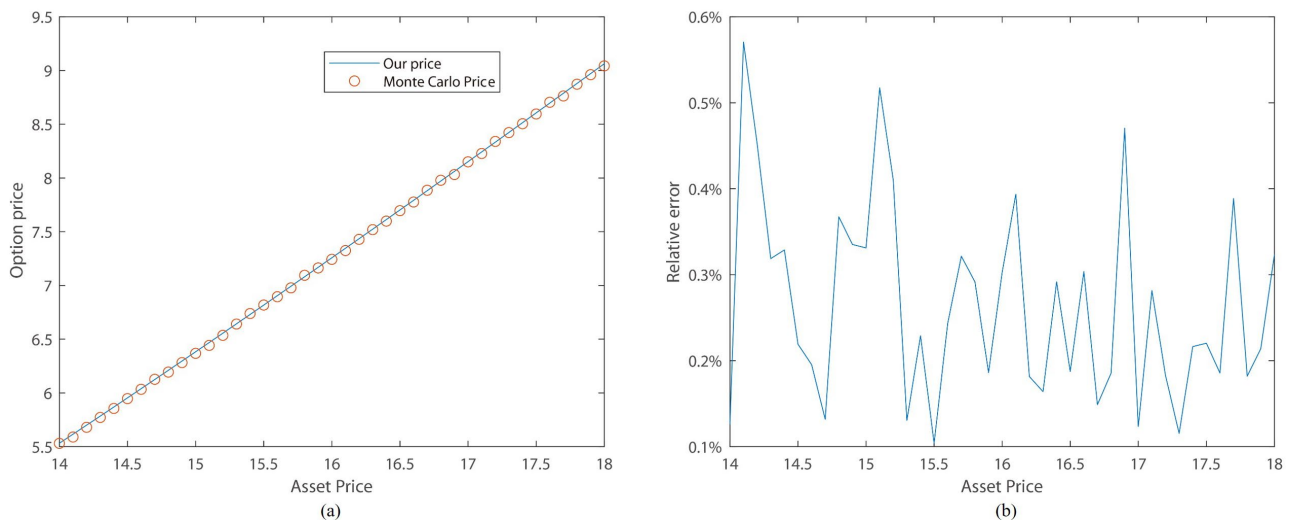 9.5
9
8.5
8
7.5
7
6.5
6
5.5
Option price
Our price
Monte Carlo Price
14 14.5 15 15.5 16 16.5 17 17.5 18
Asset Price
(a)
0.6%
0.5%
0.4%
0.3%
0.2%
0.1%
Relative error
14 14.5 15 15.5 16 16.5 17 17.5 18
Asset Price
(b)